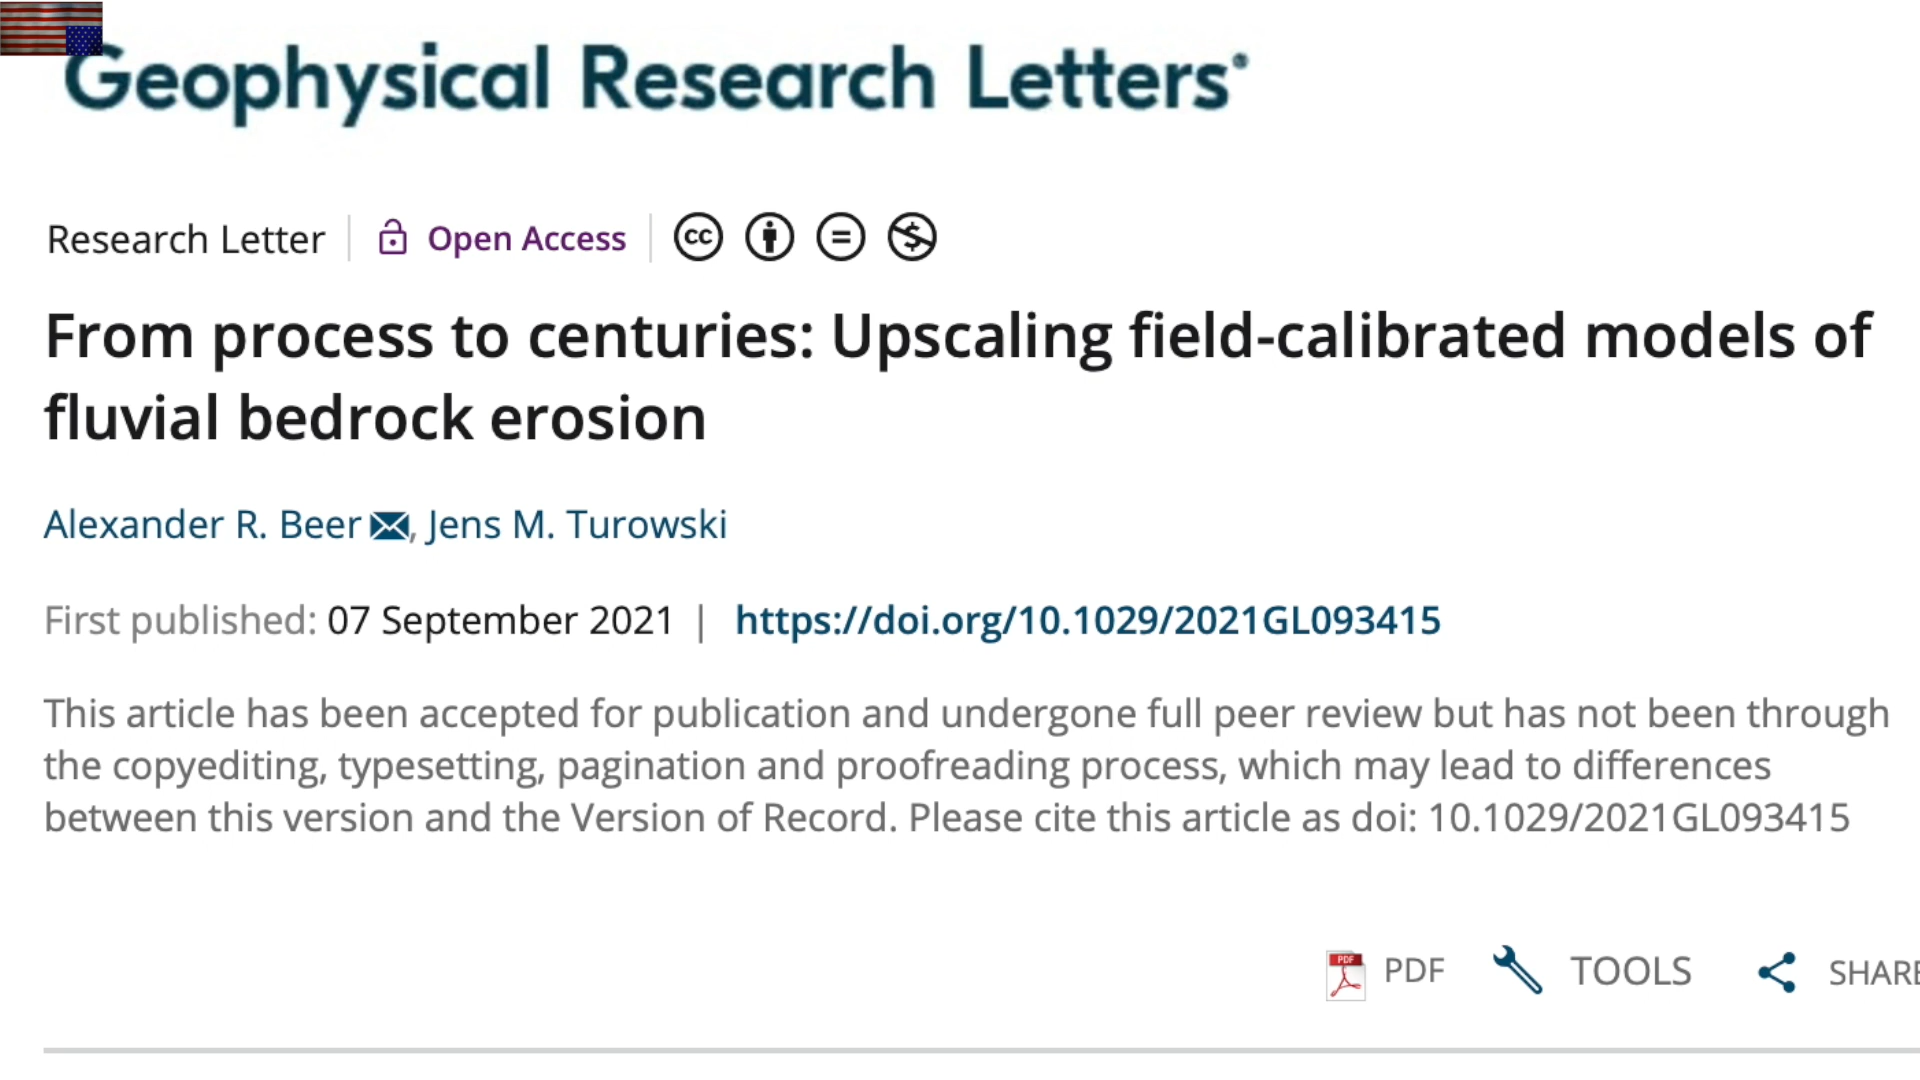 Geophysical Research Letters®
Research Letter | Open Access | cc
From process to centuries: Upscaling field-calibrated models of
fluvial bedrock erosion
Alexander R. Beer, Jens M. Turowski
First published: 07 September 2021 | https://doi.org/10.1029/2021GL093415
This article has been accepted for publication and undergone full peer review but has not been through
the copyediting, typesetting, pagination and proofreading process, which may lead to differences
between this version and the Version of Record. Please cite this article as doi: 10.1029/2021GL093415
PDF PDF TOOLS SHARE